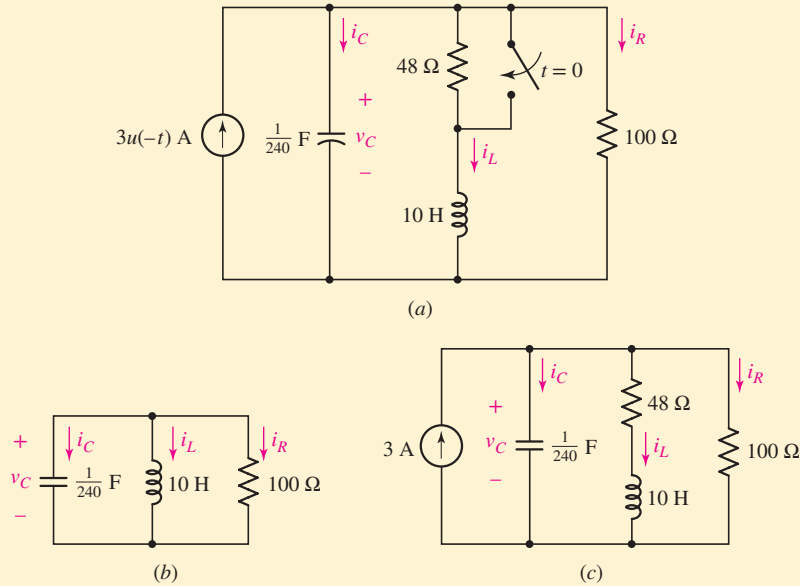 i_C
i_R
48 Ω
t = 0
+
3u(–t) A
1/240 F
v_C
100 Ω
i_L
–
10 H
(a)
i_C
i_R
+
48 Ω
3 A
v_C
1/240 F
i_L
100 Ω
–
10 H
(c)
+
i_C
i_L
i_R
v_C
1/240 F
10 H
100 Ω
–
(b)